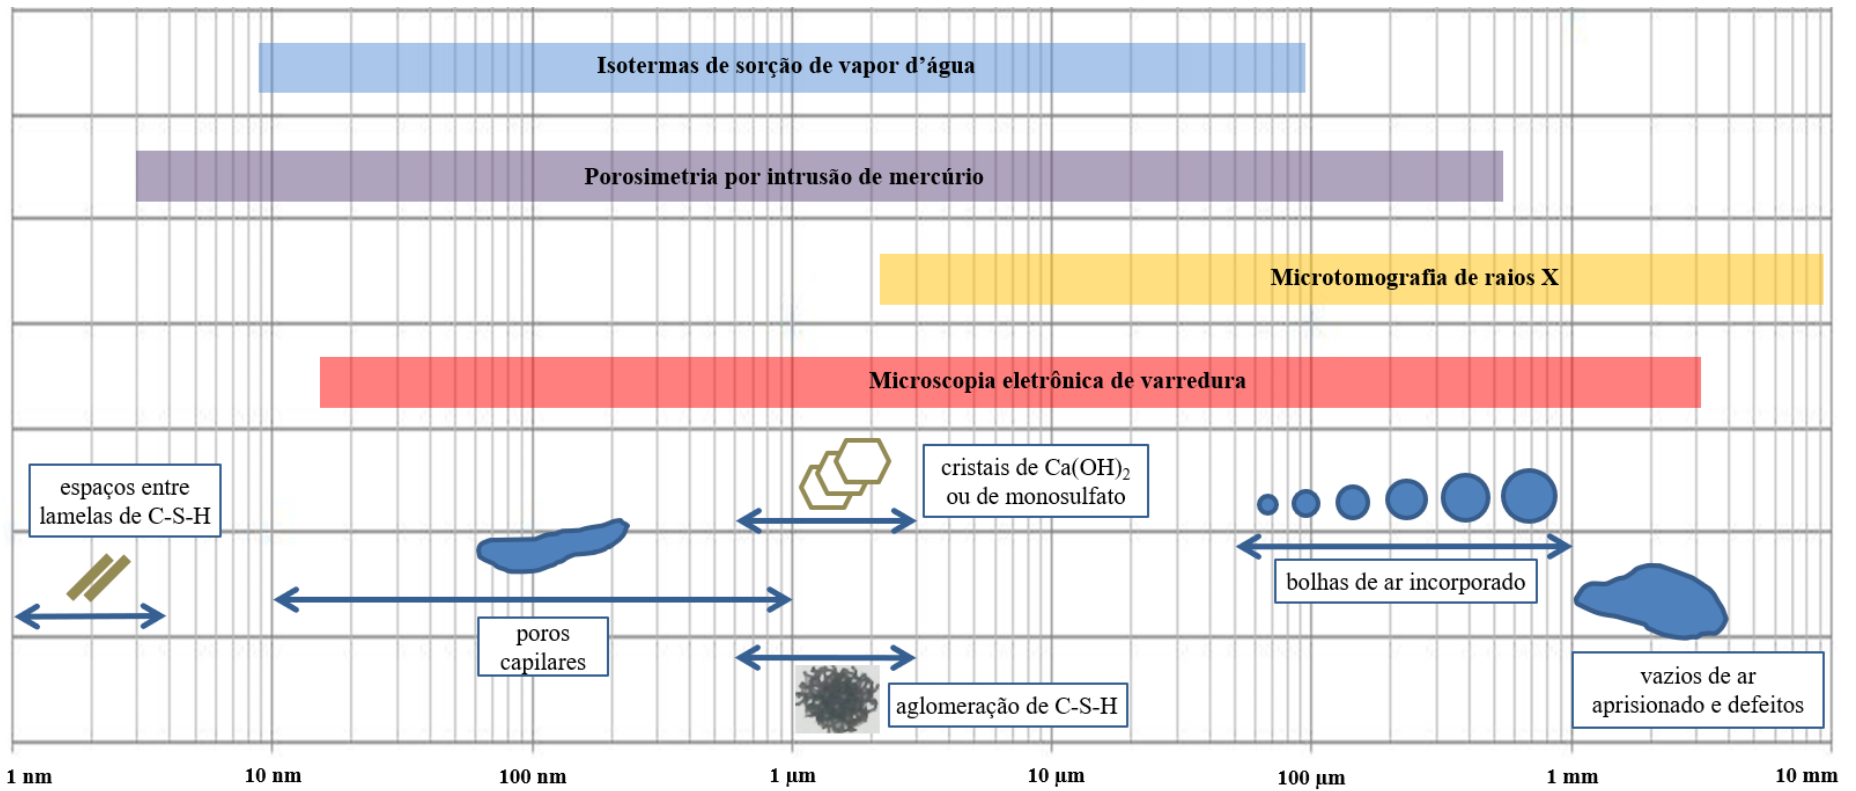 Isotermas de sorção de vapor d’água
Porosimetria por intrusão de mercúrio
Microtomografia de raios X
Microscopia eletrônica de varredura
espaços entre
lamelas de C-S-H
cristais de Ca(OH)₂
ou de monosulfato
bolhas de ar incorporado
poros
capilares
aglomeração de C-S-H
vazios de ar
aprisionado e defeitos
1 nm 10 nm 100 nm 1 µm 10 µm 100 µm 1 mm 10 mm